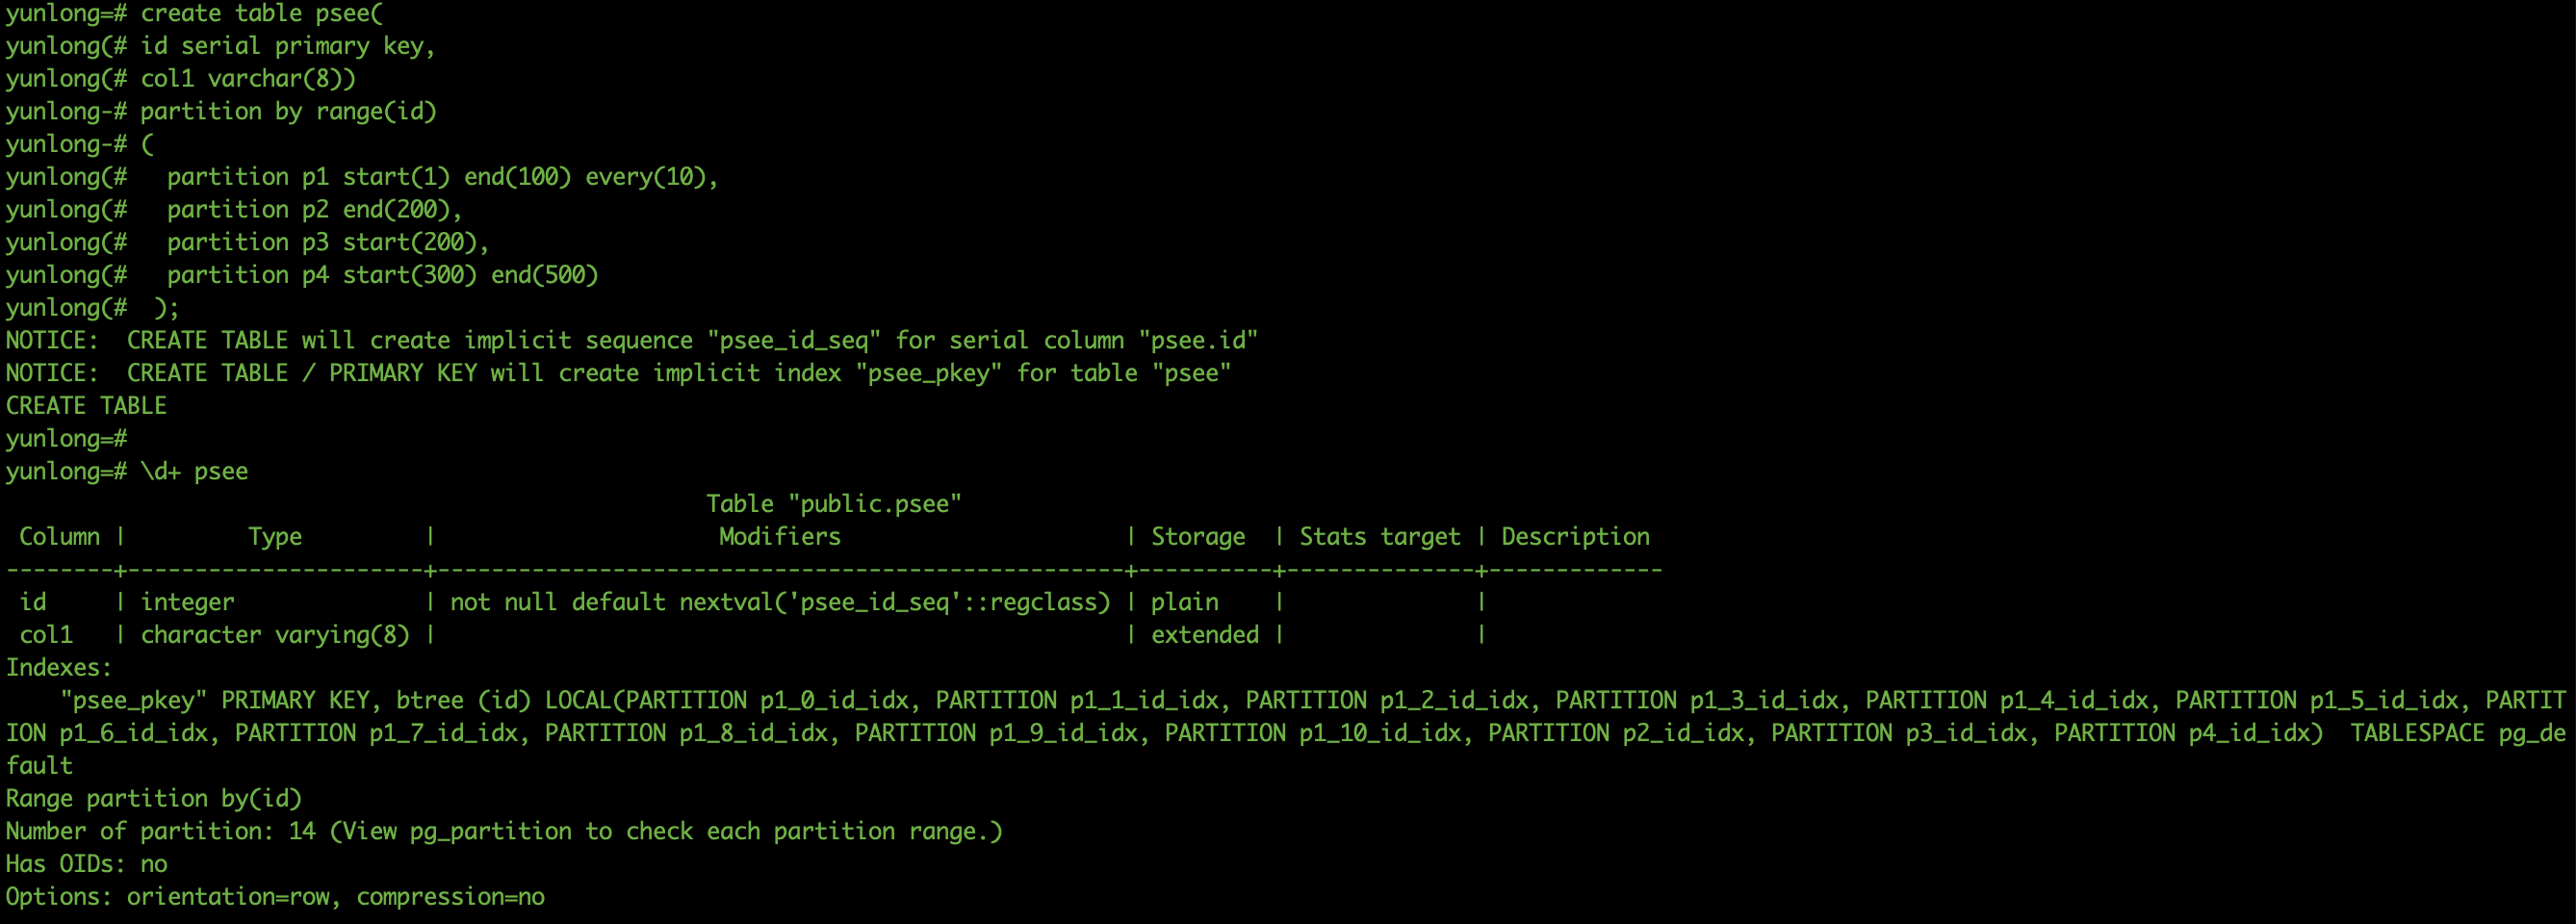 yunlong=# create table psee(
yunlong(# id serial primary key,
yunlong(# col1 varchar(8))
yunlong-# partition by range(id)
yunlong-# (
yunlong(#   partition p1 start(1) end(100) every(10),
yunlong(#   partition p2 end(200),
yunlong(#   partition p3 start(200),
yunlong(#   partition p4 start(300) end(500)
yunlong(#  );
NOTICE:  CREATE TABLE will create implicit sequence "psee_id_seq" for serial column "psee.id"
NOTICE:  CREATE TABLE / PRIMARY KEY will create implicit index "psee_pkey" for table "psee"
CREATE TABLE
yunlong=#
yunlong=# \d+ psee
                                                    Table "public.psee"
 Column |         Type         |                     Modifiers                     | Storage  | Stats target | Description
--------+----------------------+---------------------------------------------------+----------+--------------+-------------
 id     | integer              | not null default nextval('psee_id_seq'::regclass) | plain    |              |
 col1   | character varying(8) |                                                   | extended |              |
Indexes:
    "psee_pkey" PRIMARY KEY, btree (id) LOCAL(PARTITION p1_0_id_idx, PARTITION p1_1_id_idx, PARTITION p1_2_id_idx, PARTITION p1_3_id_idx, PARTITION p1_4_id_idx, PARTITION p1_5_id_idx, PARTIT
ION p1_6_id_idx, PARTITION p1_7_id_idx, PARTITION p1_8_id_idx, PARTITION p1_9_id_idx, PARTITION p1_10_id_idx, PARTITION p2_id_idx, PARTITION p3_id_idx, PARTITION p4_id_idx)  TABLESPACE pg_de
fault
Range partition by(id)
Number of partition: 14 (View pg_partition to check each partition range.)
Has OIDs: no
Options: orientation=row, compression=no